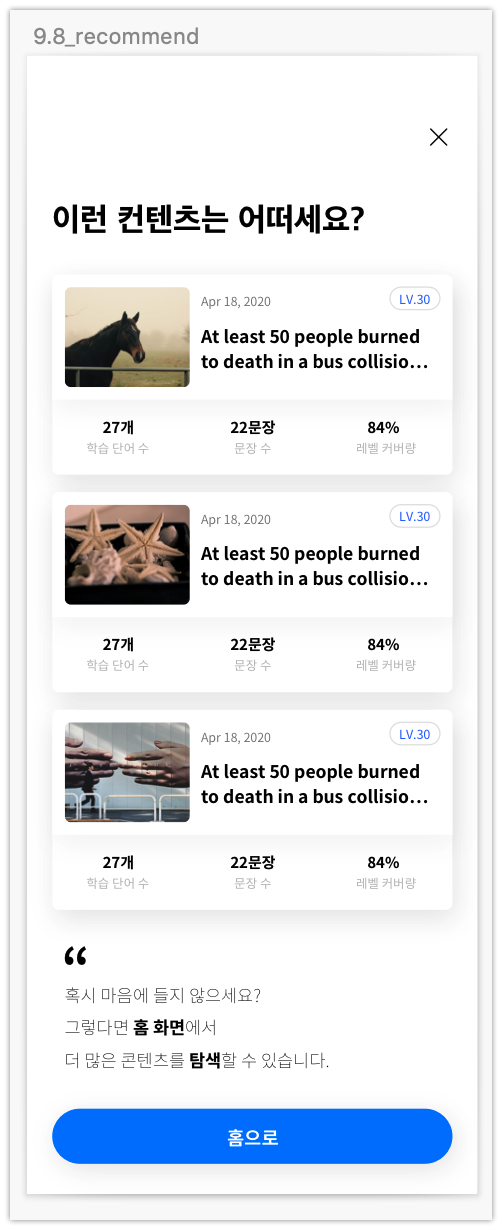 9.8_recommend
이런 컨텐츠는 어떠세요?
Apr 18, 2020
LV.30
At least 50 people burned
to death in a bus collisio...
27개
22문장
84%
학습 단어 수
문장 수
레벨 커버량
Apr 18, 2020
LV.30
At least 50 people burned
to death in a bus collisio...
27개
22문장
84%
학습 단어 수
문장 수
레벨 커버량
Apr 18, 2020
LV.30
At least 50 people burned
to death in a bus collisio...
27개
22문장
84%
학습 단어 수
문장 수
레벨 커버량
“
혹시 마음에 들지 않으세요?
그렇다면 홈 화면에서
더 많은 콘텐츠를 탐색할 수 있습니다.
홈으로